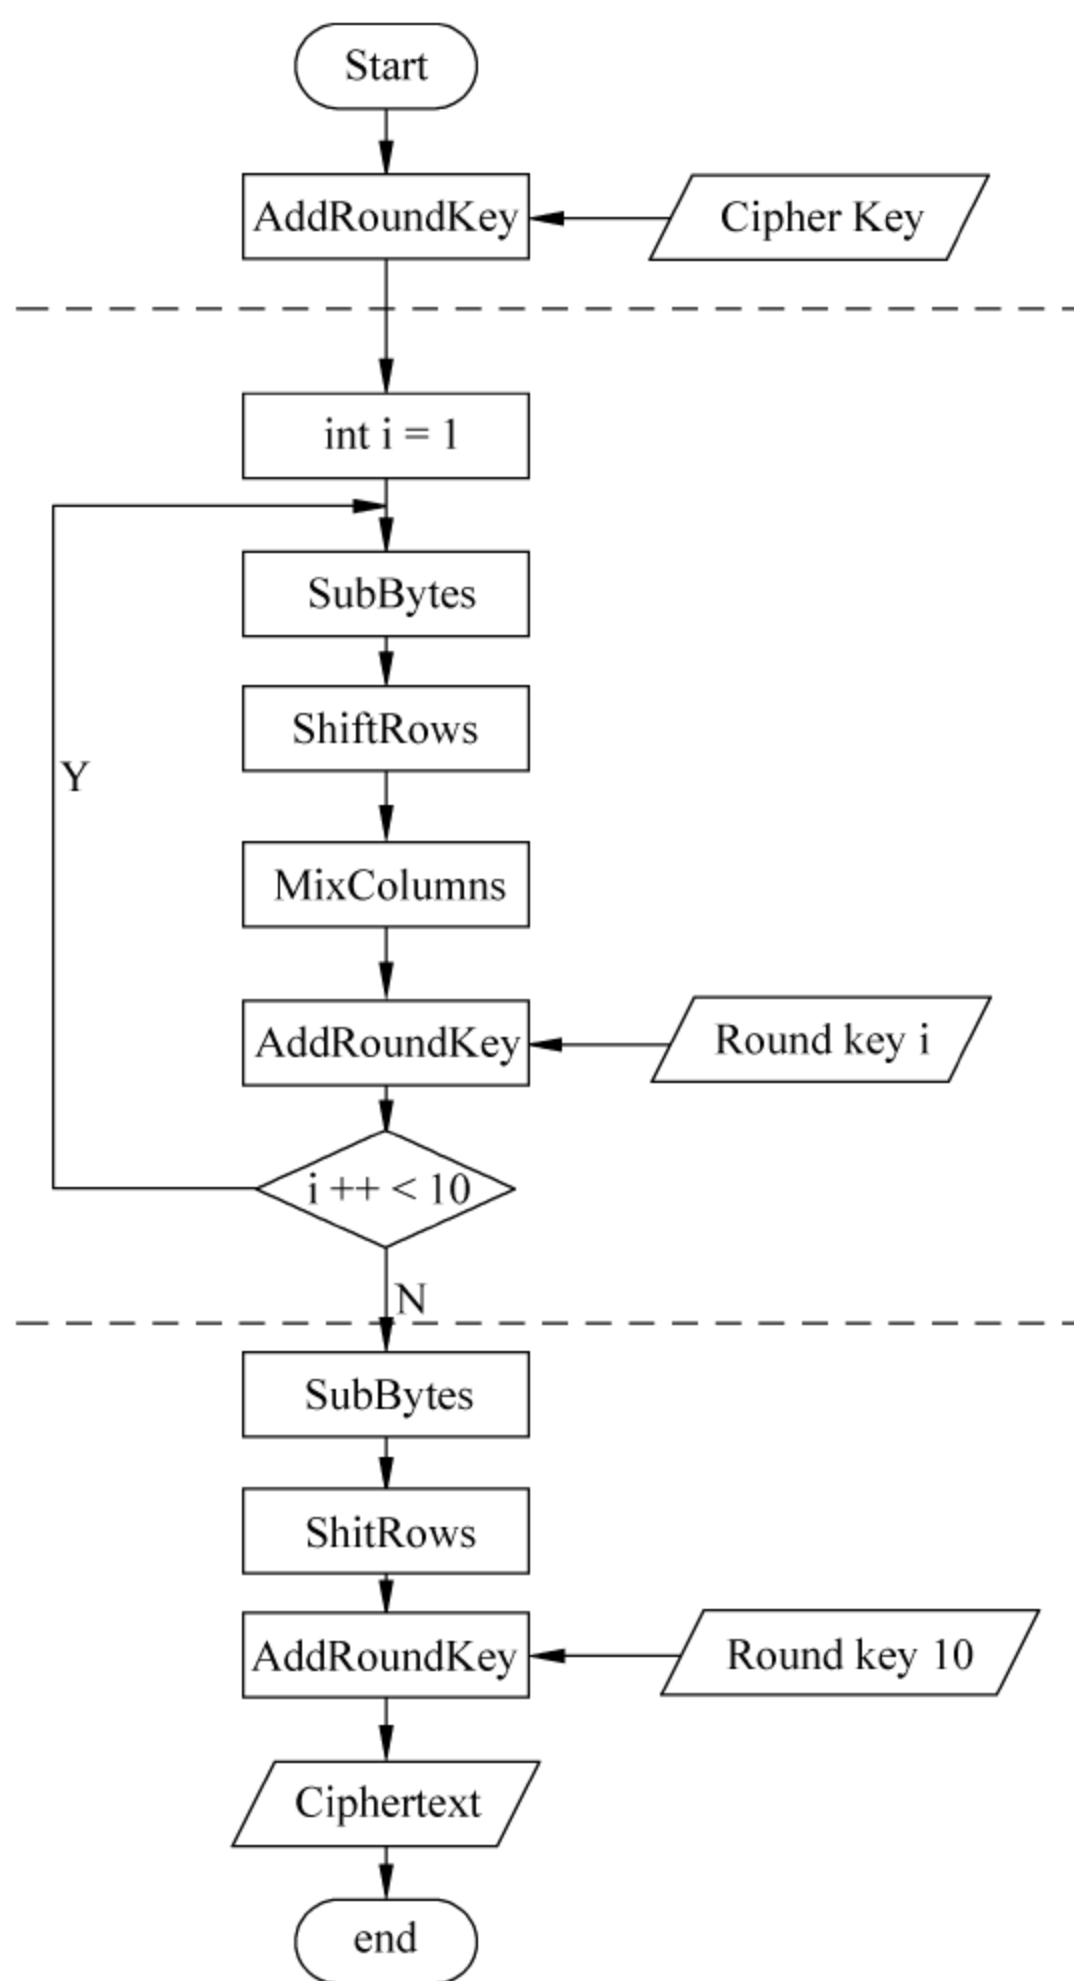 Start
AddRoundKey
Cipher Key
int i = 1
SubBytes
ShiftRows
Y
MixColumns
AddRoundKey
Round key i
i ++ < 10
N
SubBytes
ShitRows
AddRoundKey
Round key 10
Ciphertext
end